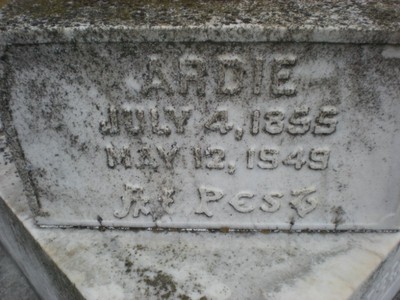 ARDIE
JULY 4, 1855
MAY 12, 1949
At Rest